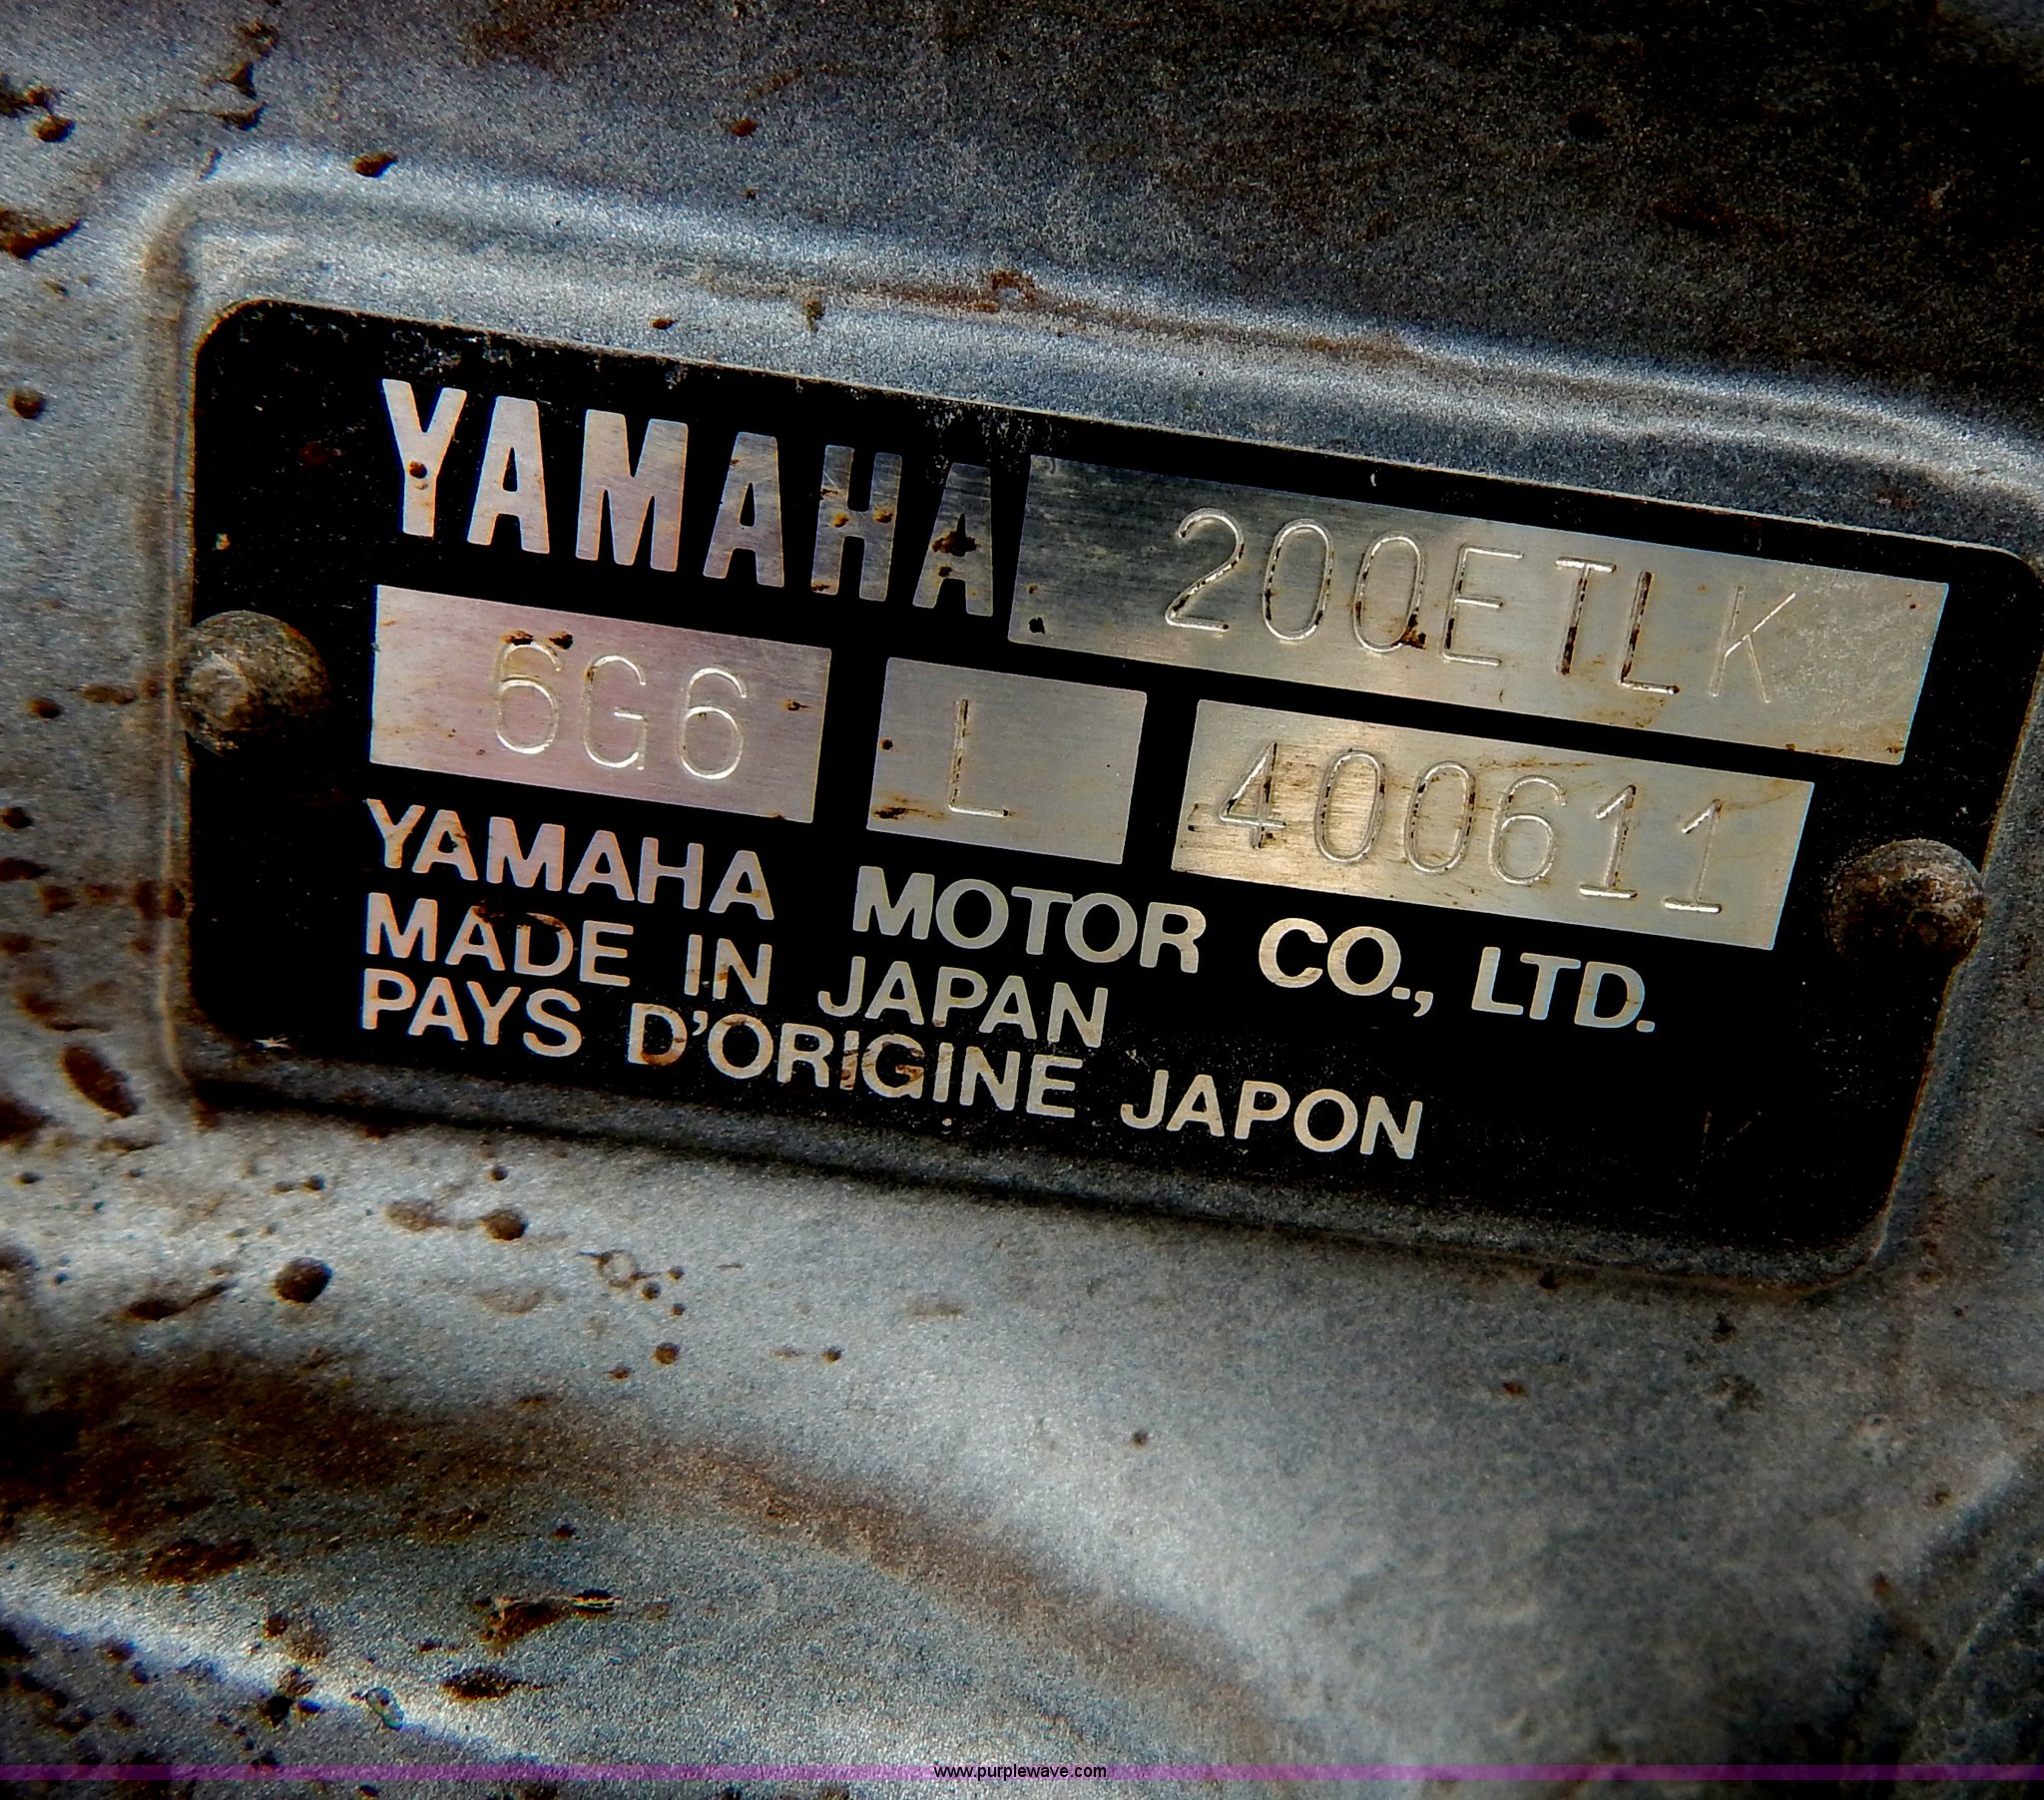 YAMAHA 200ETLK
6G6 L 400611
YAMAHA MOTOR CO., LTD.
MADE IN JAPAN
PAYS D'ORIGINE JAPON
www.purplewave.com